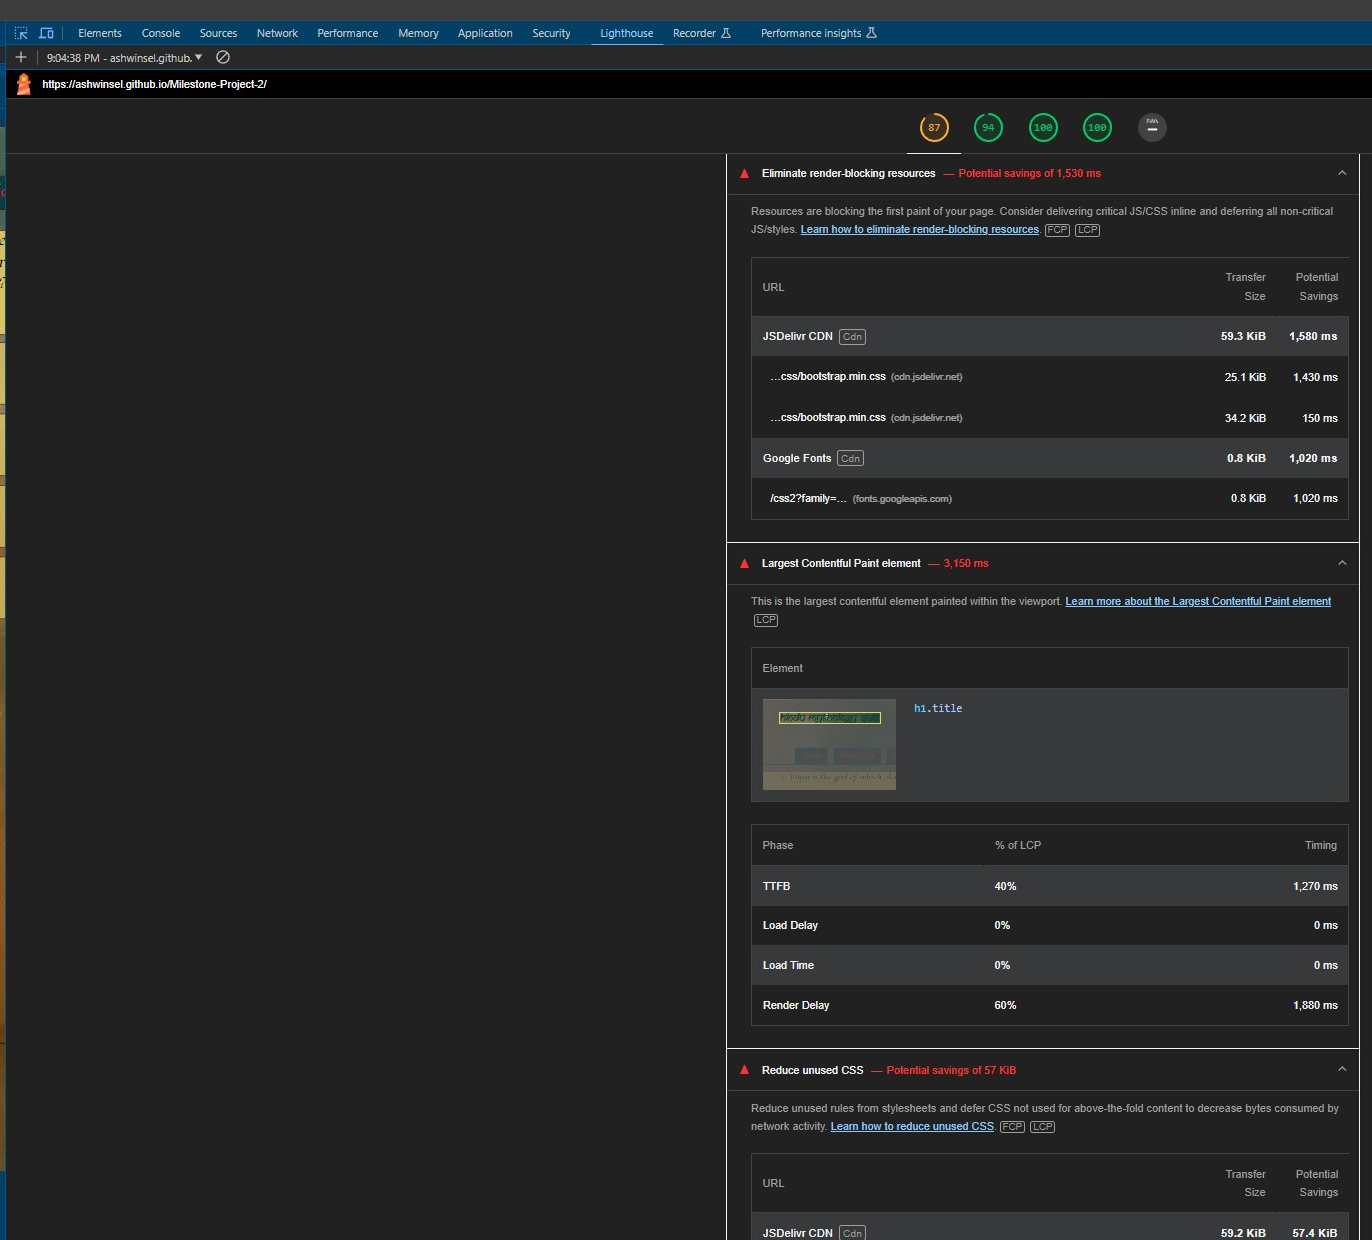 Elements Console Sources Network Performance Memory Application Security Lighthouse Recorder Performance insights
9:04:38 PM - ashwinsel.github.
https://ashwinsel.github.io/Milestone-Project-2/
87 94 100 100 PWA
Eliminate render-blocking resources — Potential savings of 1,530 ms
Resources are blocking the first paint of your page. Consider delivering critical JS/CSS inline and deferring all non-critical
JS/styles. Learn how to eliminate render-blocking resources. FCP LCP
URL Transfer Size Potential Savings
JSDelivr CDN Cdn 59.3 KiB 1,580 ms
…css/bootstrap.min.css (cdn.jsdelivr.net) 25.1 KiB 1,430 ms
…css/bootstrap.min.css (cdn.jsdelivr.net) 34.2 KiB 150 ms
Google Fonts Cdn 0.8 KiB 1,020 ms
/css2?family=… (fonts.googleapis.com) 0.8 KiB 1,020 ms
Largest Contentful Paint element — 3,150 ms
This is the largest contentful element painted within the viewport. Learn more about the Largest Contentful Paint element
LCP
Element
hindu mythology quiz
h1.title
1. Varun is the god of which
Phase % of LCP Timing
TTFB 40% 1,270 ms
Load Delay 0% 0 ms
Load Time 0% 0 ms
Render Delay 60% 1,880 ms
Reduce unused CSS — Potential savings of 57 KiB
Reduce unused rules from stylesheets and defer CSS not used for above-the-fold content to decrease bytes consumed by
network activity. Learn how to reduce unused CSS. FCP LCP
URL Transfer Size Potential Savings
JSDelivr CDN Cdn 59.2 KiB 57.4 KiB